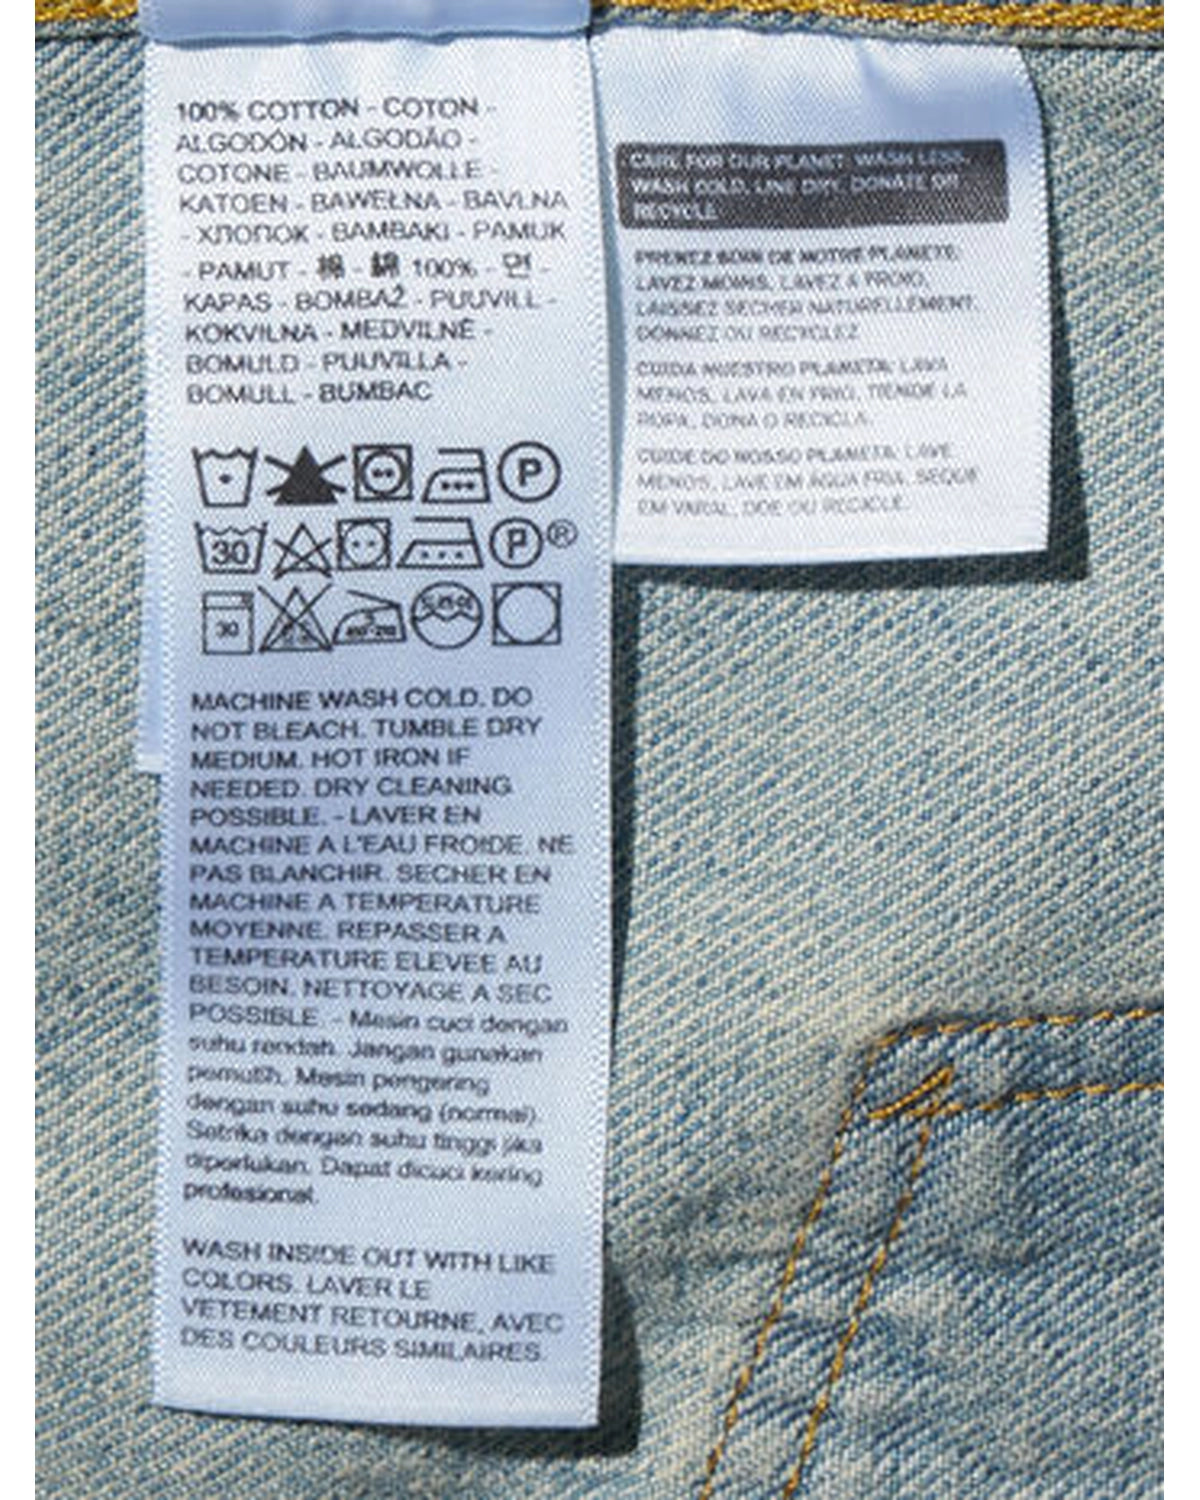 100% COTTON - COTON -
ALGODÓN - ALGODÃO -
COTONE - BAUMWOLLE -
KATOEN - BAWEŁNA - BAVLNA
- ХЛОПОК - BAMBAKI - PAMUK
- PAMUT - 棉 - 綿 100% - 면 -
KAPAS - BOMBAŽ - PUUVILL -
KOKVILNA - MEDVILNĖ -
BOMULD - PUUVILLA -
BOMULL - BUMBAC
P
30 P®
30
MACHINE WASH COLD. DO
NOT BLEACH. TUMBLE DRY
MEDIUM. HOT IRON IF
NEEDED. DRY CLEANING
POSSIBLE. - LAVER EN
MACHINE A L'EAU FROIDE. NE
PAS BLANCHIR. SECHER EN
MACHINE A TEMPERATURE
MOYENNE. REPASSER A
TEMPERATURE ELEVEE AU
BESOIN. NETTOYAGE A SEC
POSSIBLE. - Mesin cuci dengan
suhu rendah. Jangan gunakan
pemutih. Mesin pengering
dengan suhu sedang (normal).
Setrika dengan suhu tinggi jika
diperlukan. Dapat dicuci kering
profesional.
WASH INSIDE OUT WITH LIKE
COLORS. LAVER LE
VETEMENT RETOURNE, AVEC
DES COULEURS SIMILAIRES.
CARE FOR OUR PLANET: WASH LESS,
WASH COLD, LINE DRY, DONATE OR
RECYCLE.
PRENEZ SOIN DE NOTRE PLANETE:
LAVEZ MOINS, LAVEZ A FROID,
LAISSEZ SECHER NATURELLEMENT,
DONNEZ OU RECYCLEZ
CUIDA NUESTRO PLANETA: LAVA
MENOS, LAVA EN FRIO, TIENDE LA
ROPA, DONA O RECICLA.
CUIDE DO NOSSO PLANETA: LAVE
MENOS, LAVE EM ÁGUA FRIA, SEQUE
EM VARAL, DOE OU RECICLE.